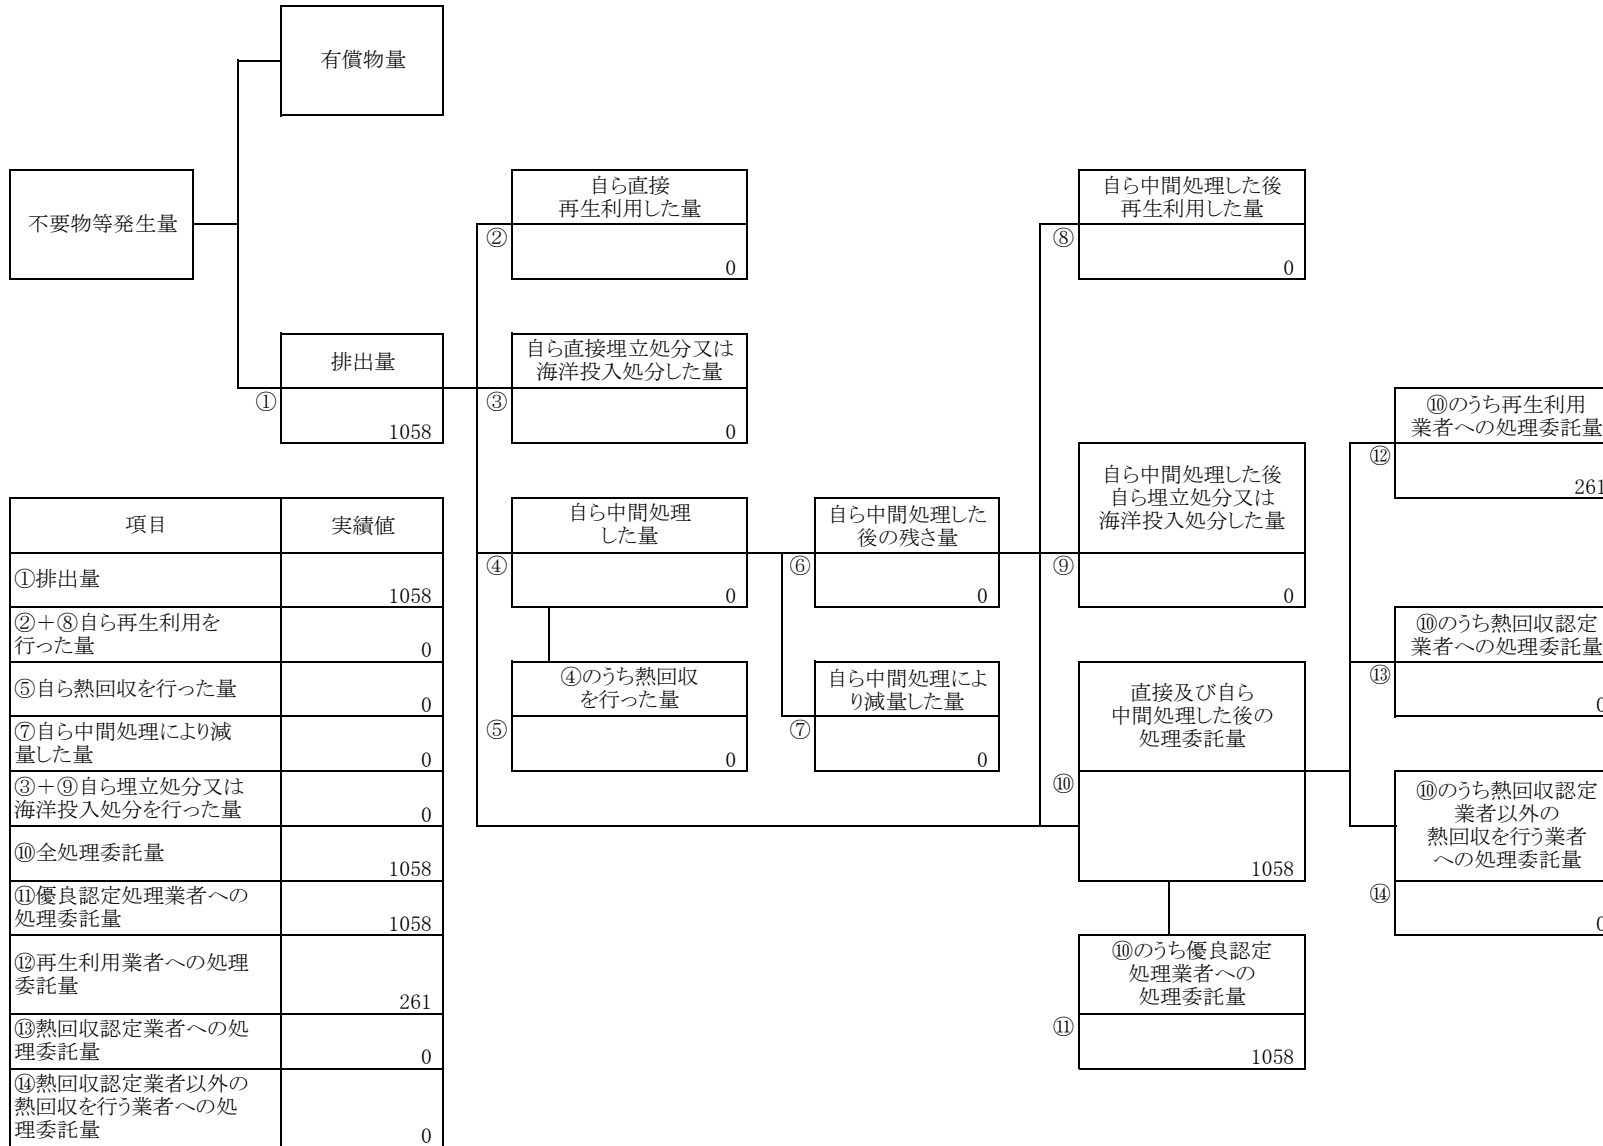 有償物量
不要物等発生量
自ら直接
再生利用した量
②
0
自ら中間処理した後
再生利用した量
⑧
0
排出量
①
1058
自ら直接埋立処分又は
海洋投入処分した量
③
0
⑩のうち再生利用
業者への処理委託量
⑫
261
自ら中間処理
した量
④
0
自ら中間処理した
後の残さ量
⑥
0
自ら中間処理した後
自ら埋立処分又は
海洋投入処分した量
⑨
0
⑩のうち熱回収認定
業者への処理委託量
⑬
0
④のうち熱回収
を行った量
⑤
0
自ら中間処理によ
り減量した量
⑦
0
直接及び自ら
中間処理した後の
処理委託量
⑩
1058
⑩のうち熱回収認定
業者以外の
熱回収を行う業者
への処理委託量
⑭
0
⑩のうち優良認定
処理業者への
処理委託量
⑪
1058
項目 実績値
①排出量
1058
②+⑧自ら再生利用を
行った量 0
⑤自ら熱回収を行った量
0
⑦自ら中間処理により減
量した量 0
③+⑨自ら埋立処分又は
海洋投入処分を行った量 0
⑩全処理委託量
1058
⑪優良認定処理業者への
処理委託量 1058
⑫再生利用業者への処理
委託量
261
⑬熱回収認定業者への処
理委託量 0
⑭熱回収認定業者以外の
熱回収を行う業者への処
理委託量 0